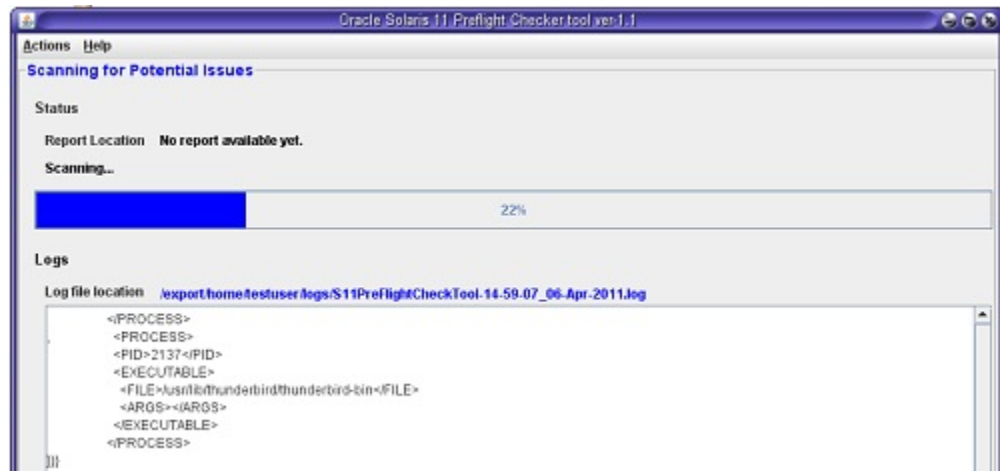 Oracle Solaris 11 Preflight Checker tool ver-1.1
Actions Help
Scanning for Potential Issues
Status
Report Location No report available yet.
Scanning...
22%
Logs
Log file location /export/home/testuser/logs/S11PreFlightCheckTool-14-59-07_06-Apr-2011.log
</PROCESS>
<PROCESS>
<PID>2137</PID>
<EXECUTABLE>
<FILE>/usr/lib/thunderbird/thunderbird-bin</FILE>
<ARGS></ARGS>
</EXECUTABLE>
</PROCESS>
]}}